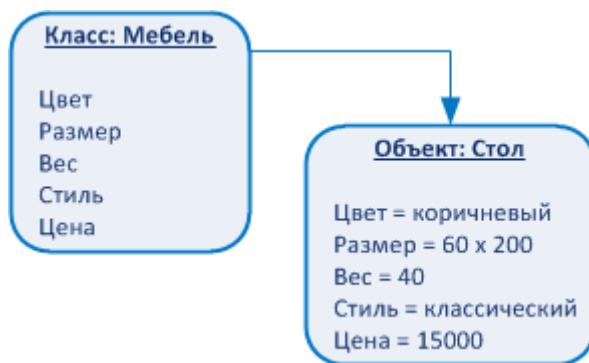 Класс: Мебель
Цвет
Размер
Вес
Стиль
Цена
Объект: Стол
Цвет = коричневый
Размер = 60 x 200
Вес = 40
Стиль = классический
Цена = 15000